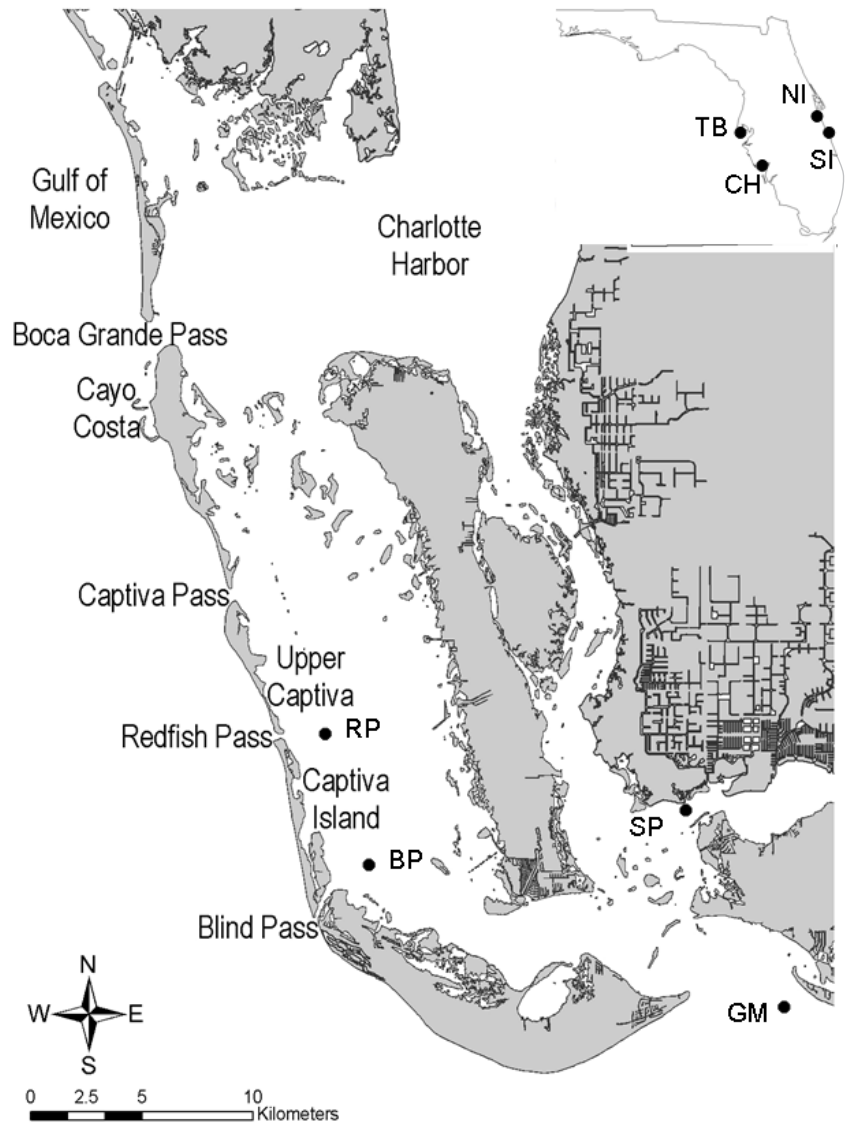 NI
TB
SI
CH
Gulf of
Mexico
Charlotte
Harbor
Boca Grande Pass
Cayo
Costa
Captiva Pass
Upper
Captiva
RP
Redfish Pass
Captiva
Island
SP
BP
Blind Pass
N
W
E
S
GM
0 2.5 5 10
Kilometers